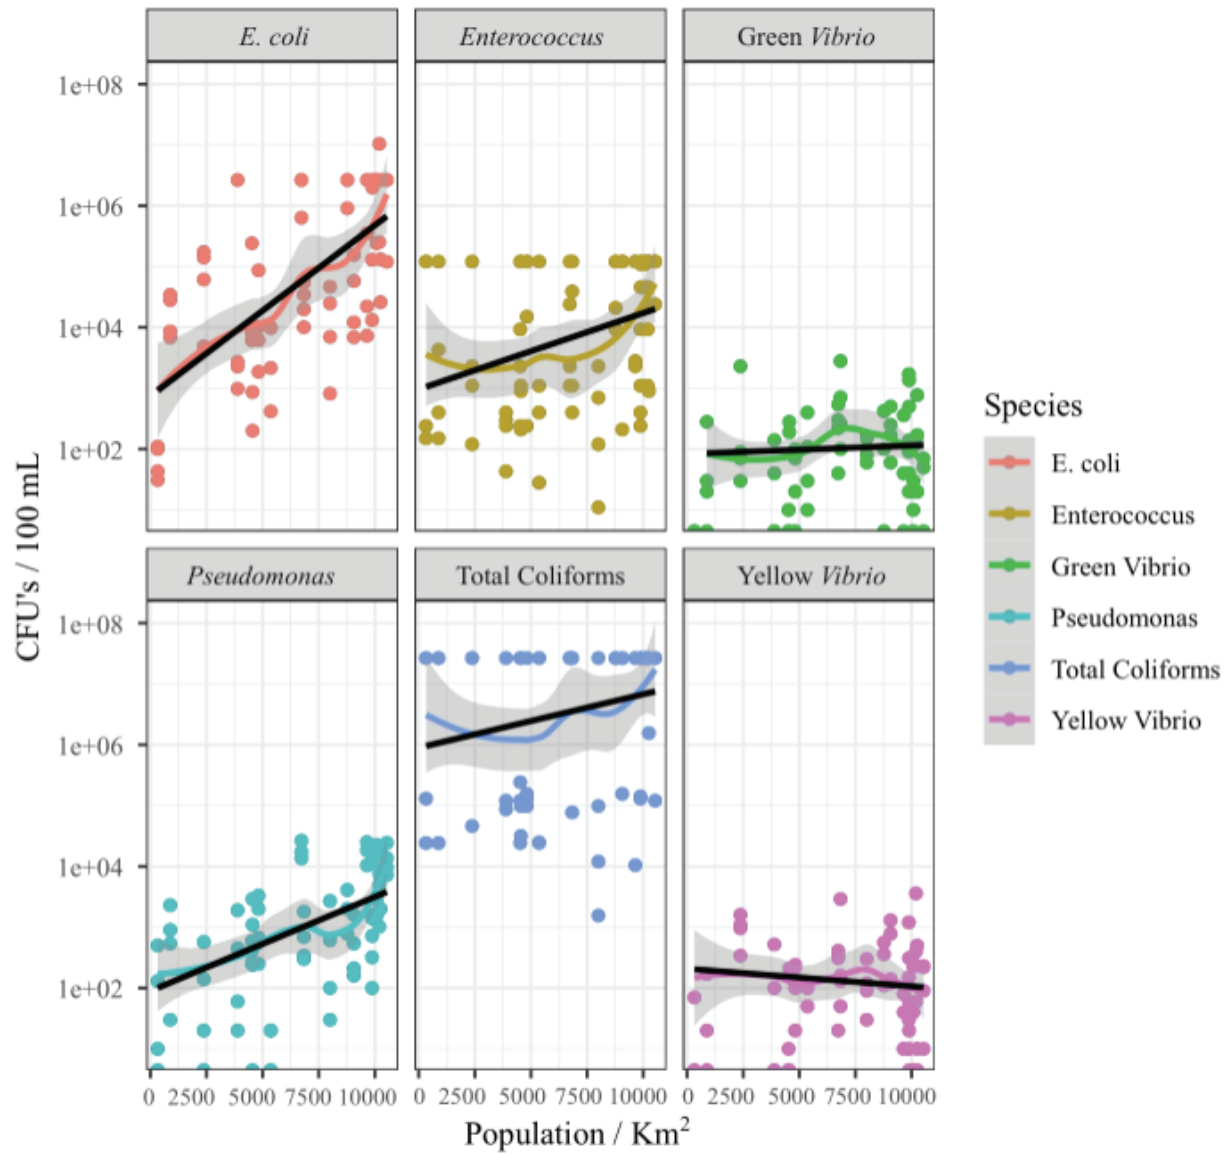 E. coli
Enterococcus
Green Vibrio
1e+08
1e+06
1e+04
1e+02
CFU's / 100 mL
Pseudomonas
Total Coliforms
Yellow Vibrio
1e+08
1e+06
1e+04
1e+02
0 2500 5000 7500 10000 0 2500 5000 7500 10000 0 2500 5000 7500 10000
Population / Km²
Species
E. coli
Enterococcus
Green Vibrio
Pseudomonas
Total Coliforms
Yellow Vibrio